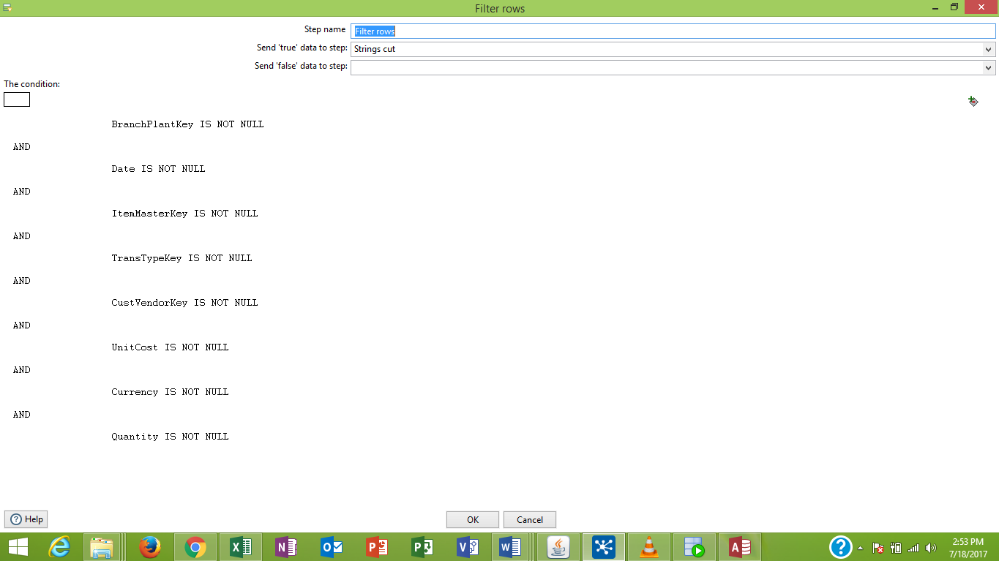 Filter rows
Step name Filter rows
Send 'true' data to step: Strings cut
Send 'false' data to step:
The condition:
BranchPlantKey IS NOT NULL
AND
Date IS NOT NULL
AND
ItemMasterKey IS NOT NULL
AND
TransTypeKey IS NOT NULL
AND
CustVendorKey IS NOT NULL
AND
UnitCost IS NOT NULL
AND
Currency IS NOT NULL
AND
Quantity IS NOT NULL
? Help OK Cancel
2:53 PM
7/18/2017